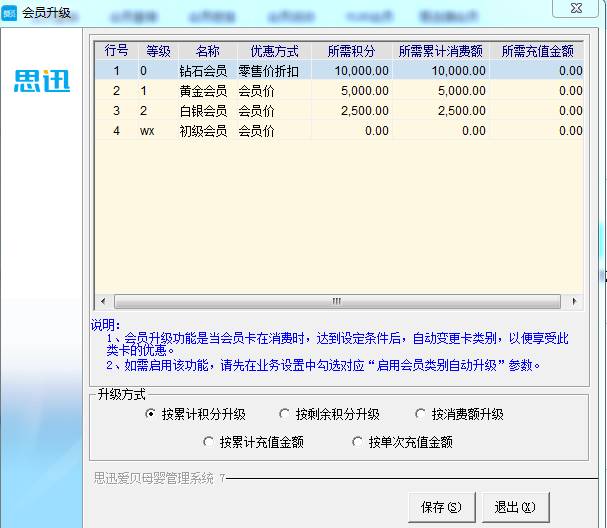 会员升级
思迅
行号 等级 名称 优惠方式 所需积分 所需累计消费额 所需充值金额
1 0 钻石会员 零售价折扣 10,000.00 10,000.00 0.00
2 1 黄金会员 会员价 5,000.00 5,000.00 0.00
3 2 白银会员 会员价 2,500.00 2,500.00 0.00
4 wx 初级会员 会员价 0.00 0.00 0.00
说明:
1、会员升级功能是当会员卡在消费时，达到设定条件后，自动变更卡类别，以便享受此
类卡的优惠。
2、如需启用该功能，请先在业务设置中勾选对应“启用会员类别自动升级”参数。
升级方式
按累计积分升级 按剩余积分升级 按消费额升级
按累计充值金额 按单次充值金额
思迅爱贝母婴管理系统 7
保存(S) 退出(X)